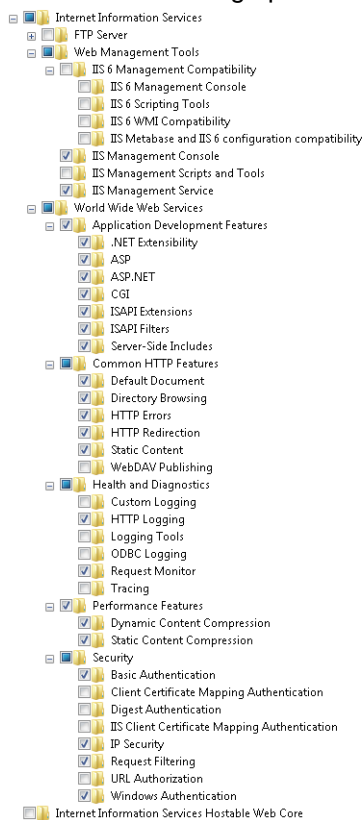 Internet Information Services
FTP Server
Web Management Tools
IIS 6 Management Compatibility
IIS 6 Management Console
IIS 6 Scripting Tools
IIS 6 WMI Compatibility
IIS Metabase and IIS 6 configuration compatibility
IIS Management Console
IIS Management Scripts and Tools
IIS Management Service
World Wide Web Services
Application Development Features
.NET Extensibility
ASP
ASP.NET
CGI
ISAPI Extensions
ISAPI Filters
Server-Side Includes
Common HTTP Features
Default Document
Directory Browsing
HTTP Errors
HTTP Redirection
Static Content
WebDAV Publishing
Health and Diagnostics
Custom Logging
HTTP Logging
Logging Tools
ODBC Logging
Request Monitor
Tracing
Performance Features
Dynamic Content Compression
Static Content Compression
Security
Basic Authentication
Client Certificate Mapping Authentication
Digest Authentication
IIS Client Certificate Mapping Authentication
IP Security
Request Filtering
URL Authorization
Windows Authentication
Internet Information Services Hostable Web Core